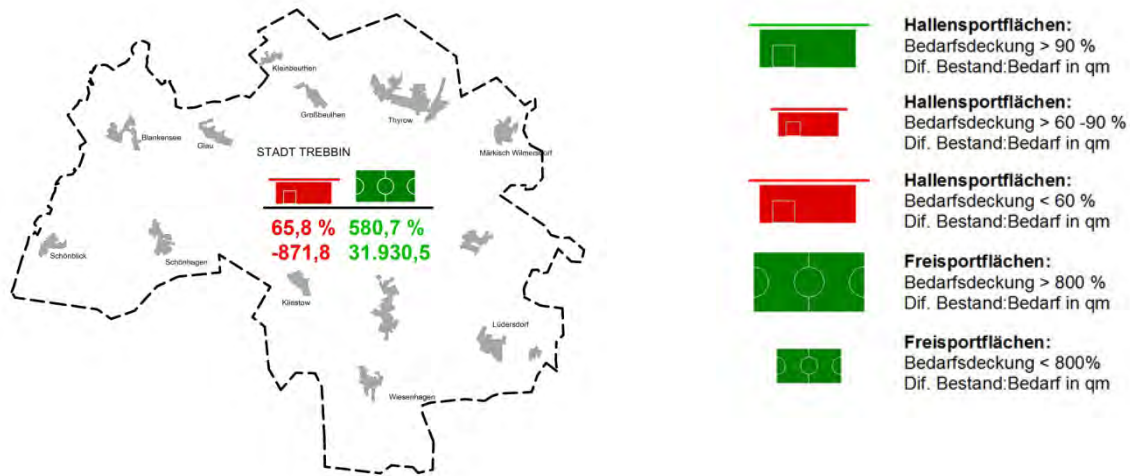 Kleinbeuthen
Großbeuthen
Thyrow
Blankensee
Glau
Märkisch Wilmersdorf
STADT TREBBIN
65,8 % 580,7 %
-871,8 31.930,5
Schönblick
Schönhagen
Kliestow
Lüdersdorf
Wiesenhagen
Hallensportflächen:
Bedarfsdeckung > 90 %
Dif. Bestand:Bedarf in qm
Hallensportflächen:
Bedarfsdeckung > 60 -90 %
Dif. Bestand:Bedarf in qm
Hallensportflächen:
Bedarfsdeckung < 60 %
Dif. Bestand:Bedarf in qm
Freisportflächen:
Bedarfsdeckung > 800 %
Dif. Bestand:Bedarf in qm
Freisportflächen:
Bedarfsdeckung < 800%
Dif. Bestand:Bedarf in qm